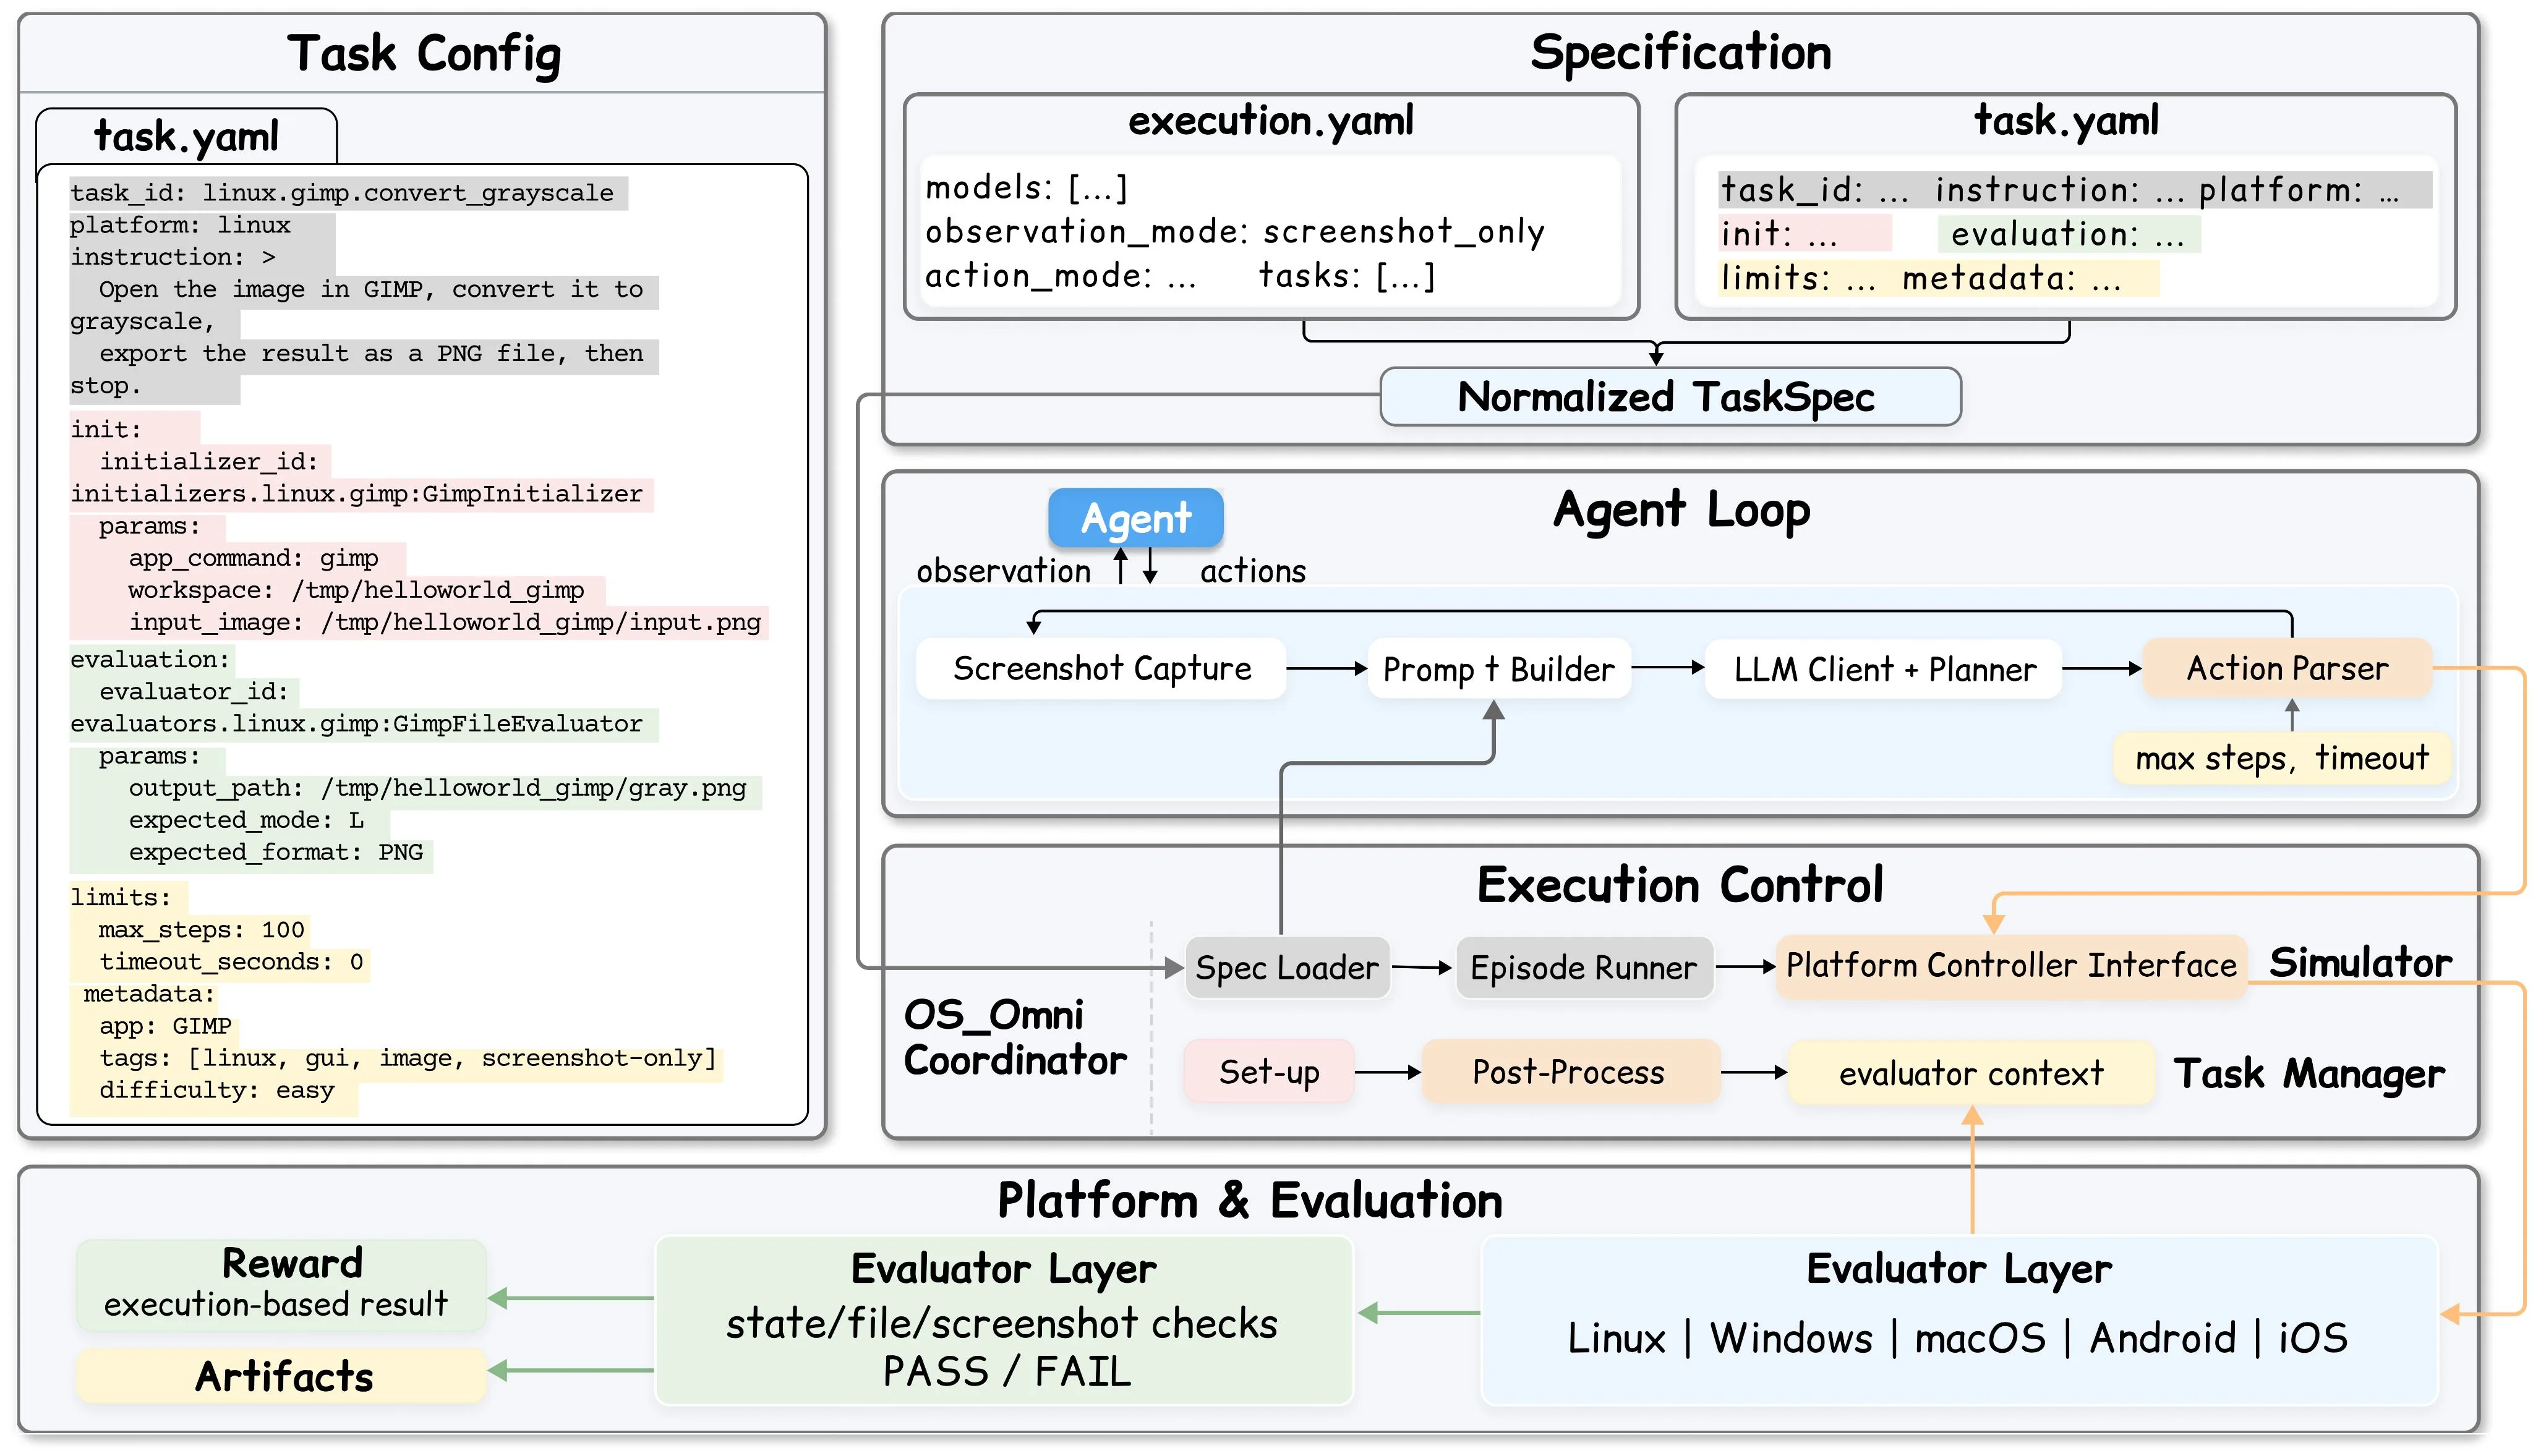 Task Config
task.yaml
task_id: linux.gimp.convert_grayscale
platform: linux
instruction: >
Open the image in GIMP, convert it to
grayscale,
export the result as a PNG file, then
stop.
init:
initializer_id:
initializers.linux.gimp:GimpInitializer
params:
app_command: gimp
workspace: /tmp/helloworld_gimp
input_image: /tmp/helloworld_gimp/input.png
evaluation:
evaluator_id:
evaluators.linux.gimp:GimpFileEvaluator
params:
output_path: /tmp/helloworld_gimp/gray.png
expected_mode: L
expected_format: PNG
limits:
max_steps: 100
timeout_seconds: 0
metadata:
app: GIMP
tags: [linux, gui, image, screenshot-only]
difficulty: easy
Specification
execution.yaml
models: [...]
observation_mode: screenshot_only
action_mode: ... tasks: [...]
task.yaml
task_id: ... instruction: ... platform: ...
init: ... evaluation: ...
limits: ... metadata: ...
Normalized TaskSpec
Agent Loop
Agent
observation actions
Screenshot Capture
Promp t Builder
LLM Client + Planner
Action Parser
max steps, timeout
Execution Control
OS_Omni
Coordinator
Spec Loader
Episode Runner
Platform Controller Interface
Simulator
Set-up
Post-Process
evaluator context
Task Manager
Platform & Evaluation
Reward
execution-based result
Artifacts
Evaluator Layer
state/file/screenshot checks
PASS / FAIL
Evaluator Layer
Linux | Windows | macOS | Android | iOS